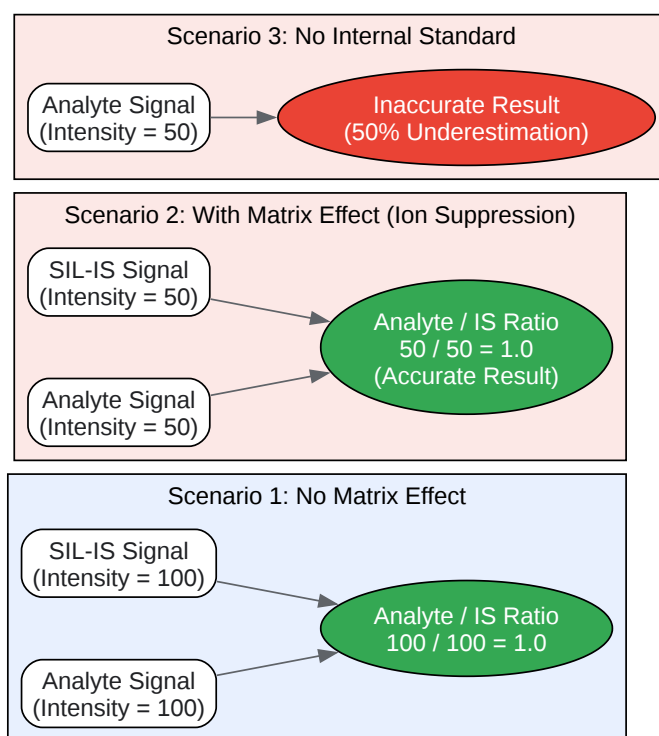 Scenario 3: No Internal Standard
Analyte Signal
(Intensity = 50)
Inaccurate Result
(50% Underestimation)
Scenario 2: With Matrix Effect (Ion Suppression)
SIL-IS Signal
(Intensity = 50)
Analyte / IS Ratio
50 / 50 = 1.0
(Accurate Result)
Analyte Signal
(Intensity = 50)
Scenario 1: No Matrix Effect
SIL-IS Signal
(Intensity = 100)
Analyte / IS Ratio
100 / 100 = 1.0
Analyte Signal
(Intensity = 100)